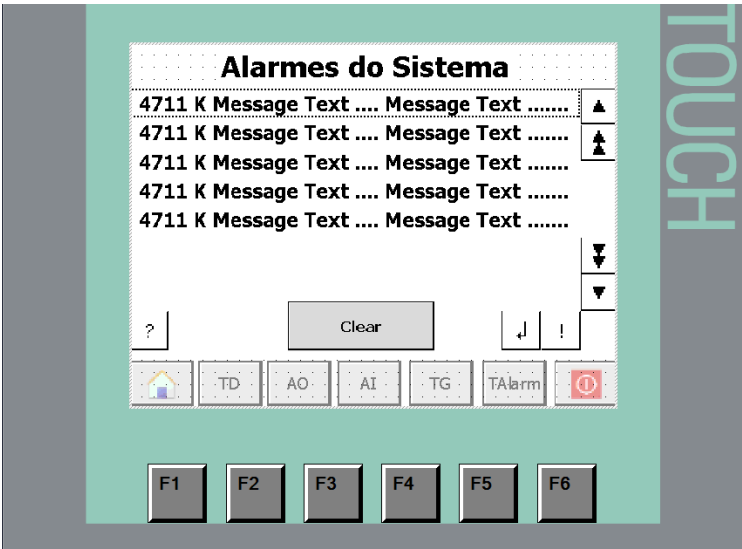 TOUCH
Alarmes do Sistema
4711 K Message Text .... Message Text .......
4711 K Message Text .... Message Text .......
4711 K Message Text .... Message Text .......
4711 K Message Text .... Message Text .......
4711 K Message Text .... Message Text .......
? Clear !
TD AO AI TG TAlarm
F1 F2 F3 F4 F5 F6